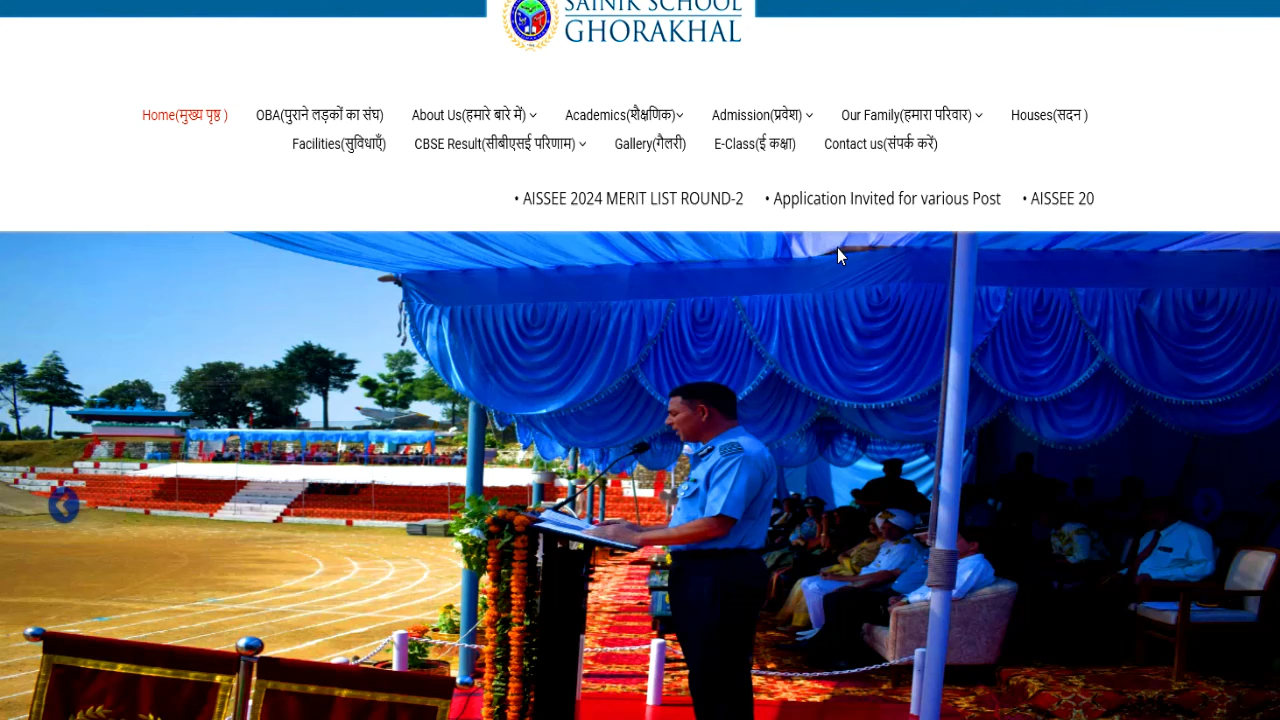 SAINIK SCHOOL
GHORAKHAL
Home(मुख्य पृष्ठ ) OBA(पुराने लड़कों का संघ) About Us(हमारे बारे में) Academics(शैक्षणिक) Admission(प्रवेश) Our Family(हमारा परिवार) Houses(सदन )
Facilities(सुविधाएँ) CBSE Result(सीबीएसई परिणाम) Gallery(गैलरी) E-Class(ई कक्षा) Contact us(संपर्क करें)
• AISSEE 2024 MERIT LIST ROUND-2 • Application Invited for various Post • AISSEE 20